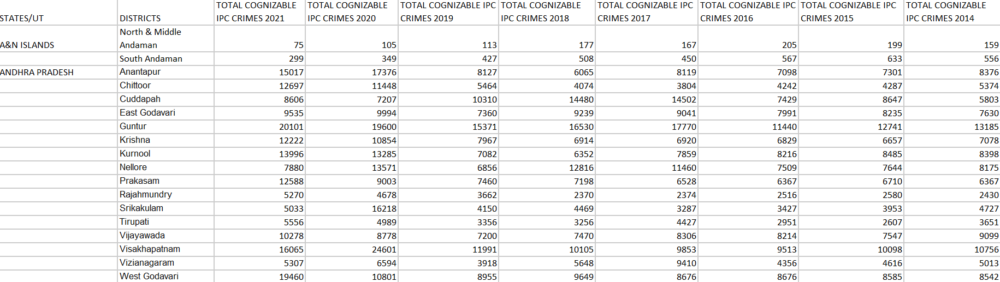 STATES/UT DISTRICTS TOTAL COGNIZABLE IPC CRIMES 2021 TOTAL COGNIZABLE IPC CRIMES 2020 TOTAL COGNIZABLE IPC CRIMES 2019 TOTAL COGNIZABLE IPC CRIMES 2018 TOTAL COGNIZABLE IPC CRIMES 2017 TOTAL COGNIZABLE IPC CRIMES 2016 TOTAL COGNIZABLE IPC CRIMES 2015 TOTAL COGNIZABLE IPC CRIMES 2014
A&N ISLANDS North & Middle Andaman 75 105 113 177 167 205 199 159
South Andaman 299 349 427 508 450 567 633 556
ANDHRA PRADESH Anantapur 15017 17376 8127 6065 8119 7098 7301 8376
Chittoor 12697 11448 5464 4074 3804 4242 4287 5374
Cuddapah 8606 7207 10310 14480 14502 7429 8647 5803
East Godavari 9535 9994 7360 9239 9041 7991 8235 7630
Guntur 20101 19600 15371 16530 17770 11440 12741 13185
Krishna 12222 10854 7967 6914 6920 6829 6657 7078
Kurnool 13996 13285 7082 6352 7859 8216 8485 8398
Nellore 7880 13571 6856 12816 11460 7509 7644 8175
Prakasam 12588 9003 7460 7198 6528 6367 6710 6367
Rajahmundry 5270 4678 3662 2370 2374 2516 2580 2430
Srikakulam 5033 16218 4150 4469 3287 3427 3953 4727
Tirupati 5556 4989 3356 3256 4427 2951 2607 3651
Vijayawada 10278 8778 7200 7470 8306 8214 7547 9099
Visakhapatnam 16065 24601 11991 10105 9853 9513 10098 10756
Vizianagaram 5307 6594 3918 5648 9410 4356 4616 5013
West Godavari 19460 10801 8955 9649 8676 8676 8585 8542